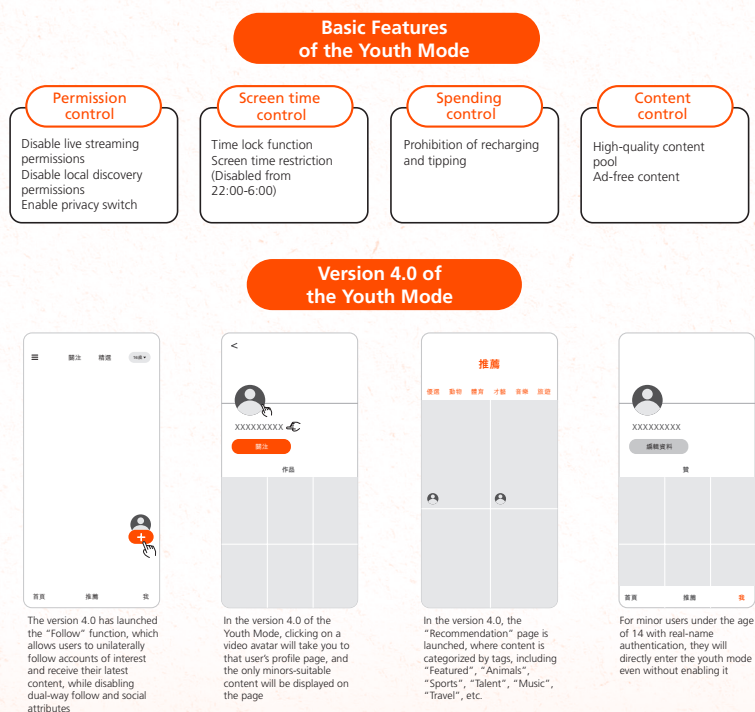 Basic Features
of the Youth Mode
Permission
control
Disable live streaming
permissions
Disable local discovery
permissions
Enable privacy switch
Screen time
control
Time lock function
Screen time restriction
(Disabled from
22:00-6:00)
Spending
control
Prohibition of recharging
and tipping
Content
control
High-quality content
pool
Ad-free content
Version 4.0 of
the Youth Mode
關注 精選
首頁 推薦 我
The version 4.0 has launched
the “Follow” function, which
allows users to unilaterally
follow accounts of interest
and receive their latest
content, while disabling
dual-way follow and social
attributes
<
XXXXXXXXX
關注
作品
In the version 4.0 of the
Youth Mode, clicking on a
video avatar will take you to
that user's profile page, and
the only minors-suitable
content will be displayed on
the page
推薦
優選 動物 體育 才藝 音樂 旅遊
In the version 4.0, the
“Recommendation” page is
launched, where content is
categorized by tags, including
“Featured”, “Animals”,
“Sports”, “Talent”, “Music”,
“Travel”, etc.
XXXXXXXXX
編輯資料
贊
首頁 推薦 我
For minor users under the age
of 14 with real-name
authentication, they will
directly enter the youth mode
even without enabling it